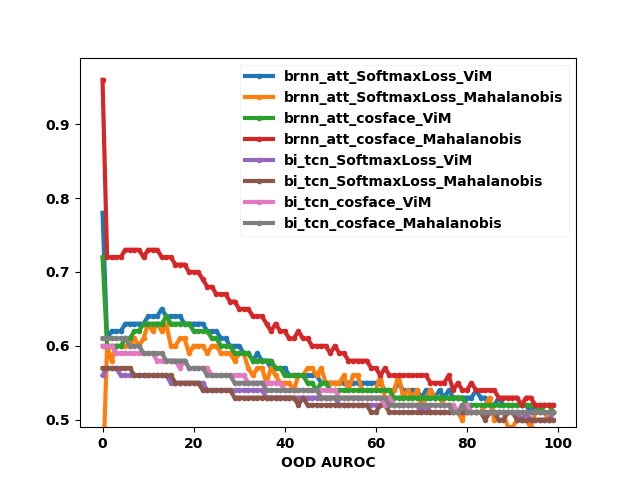 brnn_att_SoftmaxLoss_ViM
brnn_att_SoftmaxLoss_Mahalanobis
brnn_att_cosface_ViM
brnn_att_cosface_Mahalanobis
bi_tcn_SoftmaxLoss_ViM
bi_tcn_SoftmaxLoss_Mahalanobis
bi_tcn_cosface_ViM
bi_tcn_cosface_Mahalanobis
0.9
0.8
0.7
0.6
0.5
0 20 40 60 80 100
OOD AUROC